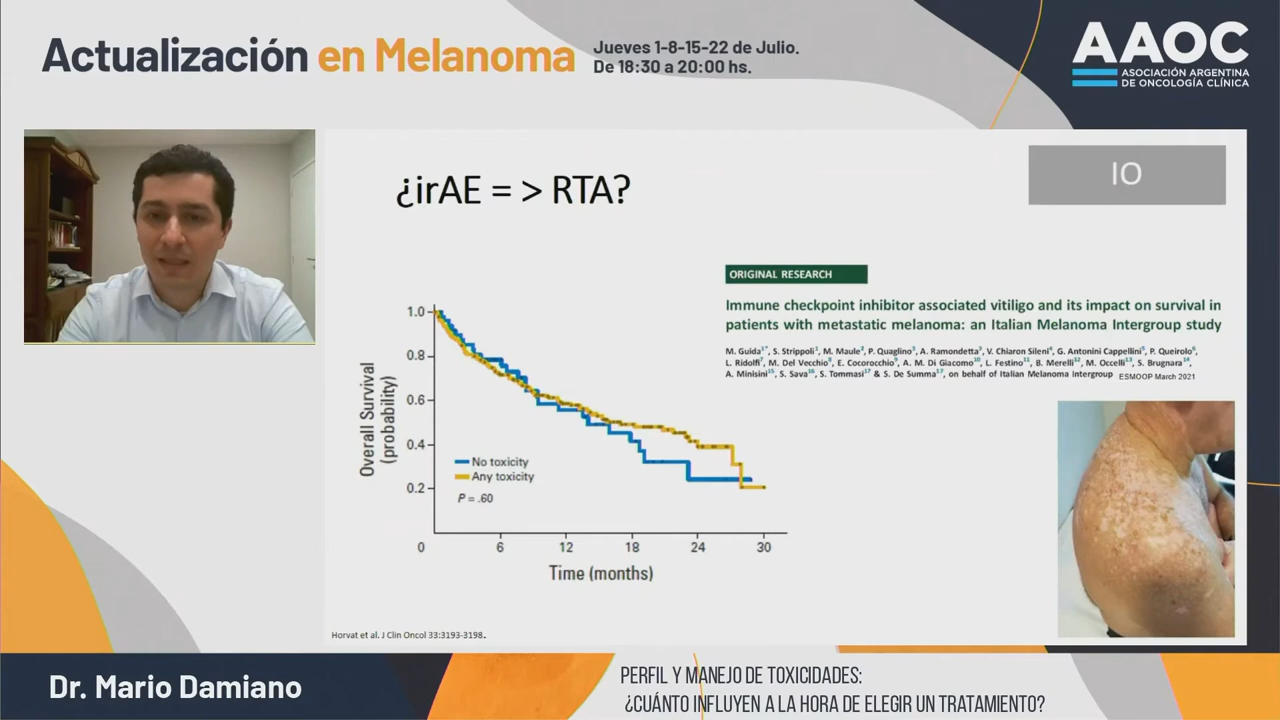 Actualización en Melanoma
Jueves 1-8-15-22 de Julio.
De 18:30 a 20:00 hs.
AAOC
ASOCIACIÓN ARGENTINA
DE ONCOLOGÍA CLÍNICA
¿irAE = > RTA?
IO
ORIGINAL RESEARCH
Immune checkpoint inhibitor associated vitiligo and its impact on survival in
patients with metastatic melanoma: an Italian Melanoma Intergroup study
M. Guida, S. Strippoli, M. Maule, P. Quaglino, A. Ramondetta, V. Chiaron Sileni, G. Antonini Cappellini, P. Queirolo,
L. Ridolfi, M. Del Vecchio, E. Cocorocchio, A. M. Di Giacomo, L. Festino, B. Merelli, M. Occelli, S. Brugnara,
A. Minisini, S. Sava, S. Tommasi & S. De Summa, on behalf of Italian Melanoma Intergroup ESMOOP March 2021
Overall Survival
(probability)
1.0
0.8
0.6
0.4
0.2
No toxicity
Any toxicity
P = .60
0 6 12 18 24 30
Time (months)
Horvat et al. J Clin Oncol 33:3193-3198.
Dr. Mario Damiano
PERFIL Y MANEJO DE TOXICIDADES:
¿CUÁNTO INFLUYEN A LA HORA DE ELEGIR UN TRATAMIENTO?